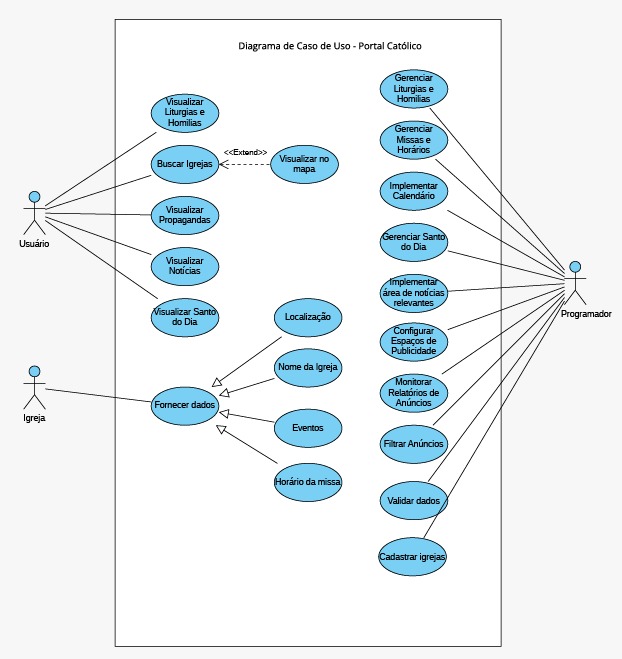 Diagrama de Caso de Uso - Portal Católico
Visualizar
Liturgias e
Homilias
Buscar Igrejas
<<Extend>>
Visualizar no
mapa
Visualizar
Propagandas
Visualizar
Notícias
Visualizar Santo
do Dia
Usuário
Igreja
Fornecer dados
Localização
Nome da Igreja
Eventos
Horário da missa
Gerenciar
Liturgias e
Homilias
Gerenciar
Missas e
Horários
Implementar
Calendário
Gerenciar Santo
do Dia
Implementar
área de notícias
relevantes
Configurar
Espaços de
Publicidade
Monitorar
Relatórios de
Anúncios
Filtrar Anúncios
Validar dados
Cadastrar igrejas
Programador